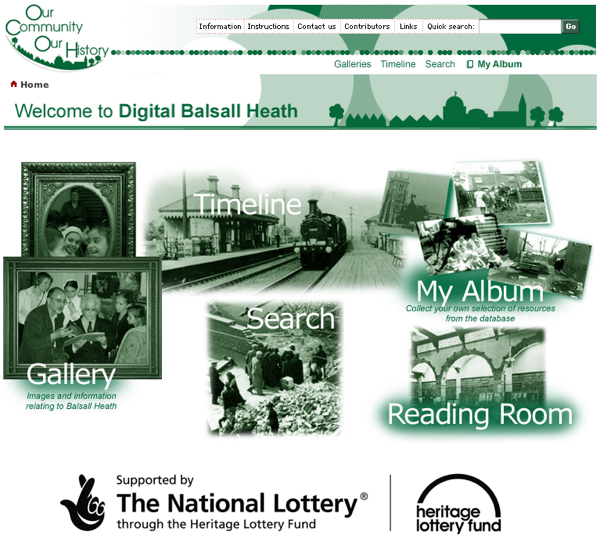 Our
Community
Our History
Information Instructions Contact us Contributors Links Quick search: Go
Galleries Timeline Search My Album
Home
Welcome to Digital Balsall Heath
Timeline
My Album
Collect your own selection of resources
from the database
Search
Gallery
Images and information
relating to Balsall Heath
Reading Room
Supported by
The National Lottery®
through the Heritage Lottery Fund
heritage
lottery fund